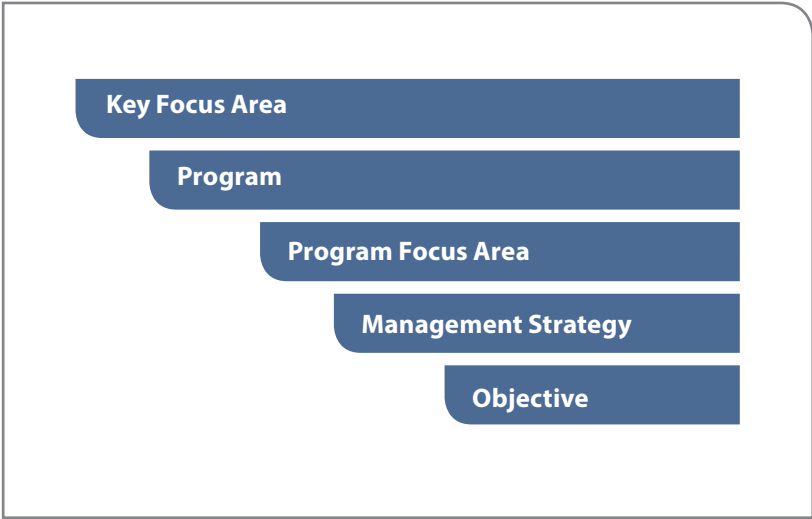 Key Focus Area
Program
Program Focus Area
Management Strategy
Objective